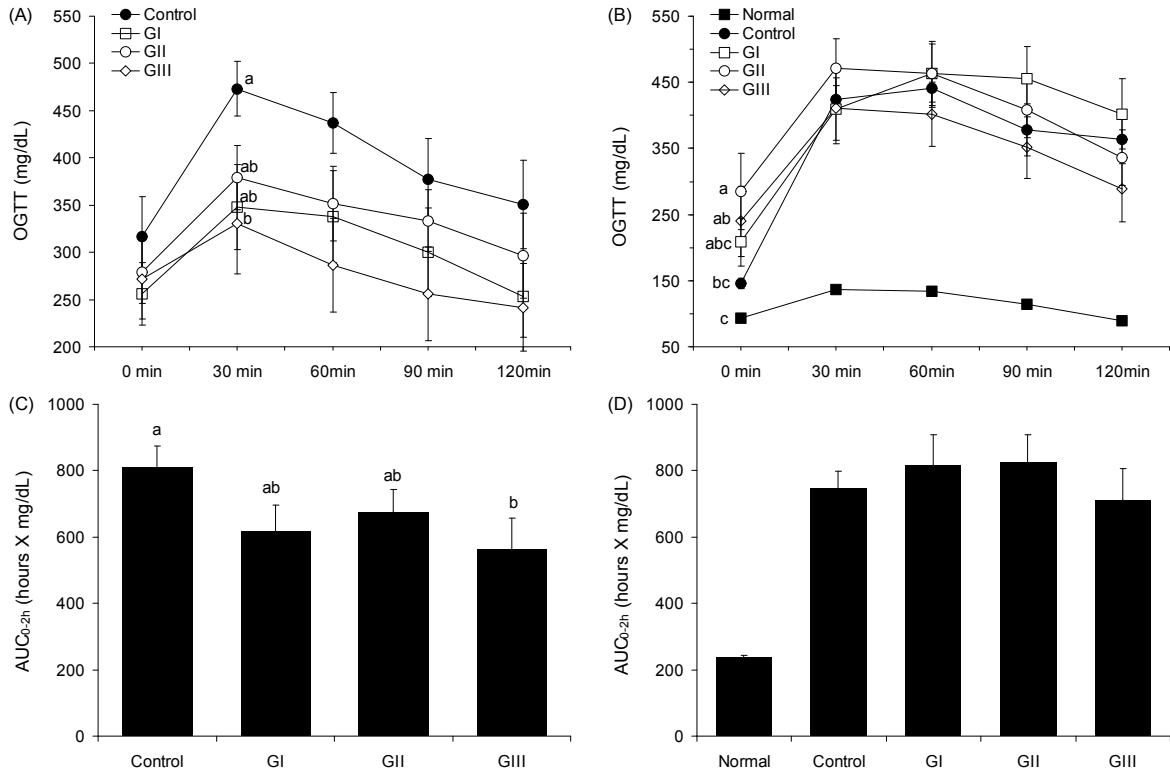 (A)
Control
GI
GII
GIII
550
500
450
400
350
300
250
200
OGTT (mg/dL)
a
ab
ab
b
0 min
30 min
60min
90 min
120min
(B)
Normal
Control
GI
GII
GIII
550
450
350
250
150
50
OGTT (mg/dL)
a
ab
abc
bc
c
0 min
30 min
60 min
90 min
120min
(C)
1000
800
600
400
200
0
AUC0-2h (hours X mg/dL)
a
ab
ab
b
Control
GI
GII
GIII
(D)
1000
800
600
400
200
0
AUC0-2h (hours X mg/dL)
Normal
Control
GI
GII
GIII